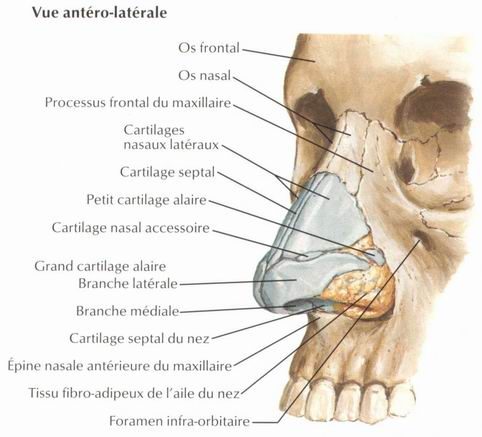 Vue antéro-latérale
Os frontal
Os nasal
Processus frontal du maxillaire
Cartilages
nasaux latéraux
Cartilage septal
Petit cartilage alaire
Cartilage nasal accessoire
Grand cartilage alaire
Branche latérale
Branche médiale
Cartilage septal du nez
Épine nasale antérieure du maxillaire
Tissu fibro-adipeux de l'aile du nez
Foramen infra-orbitaire